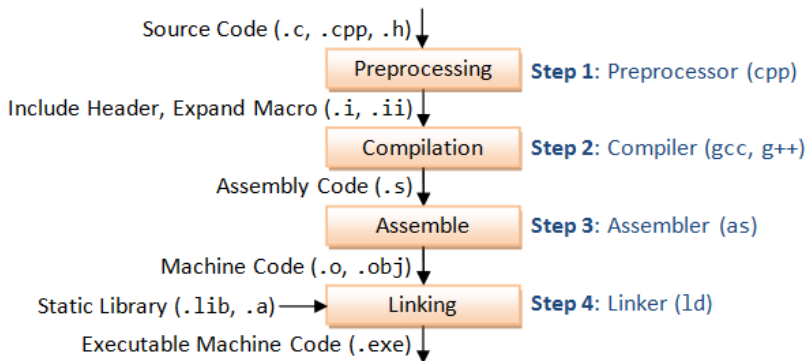 Source Code (.c, .cpp, .h)
Preprocessing
Step 1: Preprocessor (cpp)
Include Header, Expand Macro (.i, .ii)
Compilation
Step 2: Compiler (gcc, g++)
Assembly Code (.s)
Assemble
Step 3: Assembler (as)
Machine Code (.o, .obj)
Static Library (.lib, .a)
Linking
Step 4: Linker (ld)
Executable Machine Code (.exe)